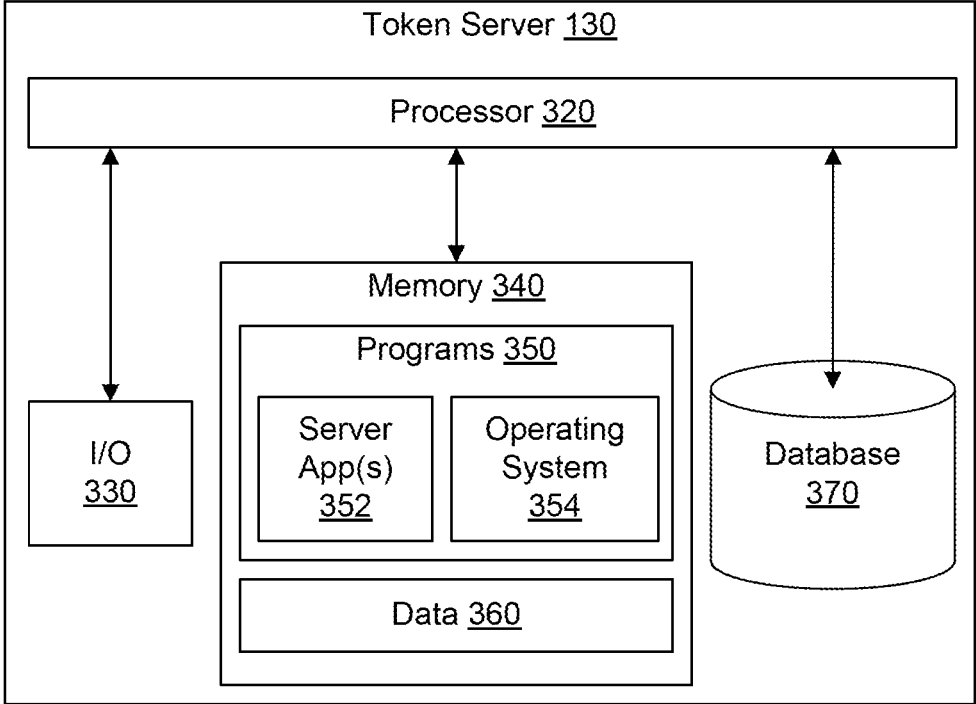 Token Server 130
Processor 320
Memory 340
Programs 350
Server
App(s)
352
Operating
System
354
I/O
330
Database
370
Data 360